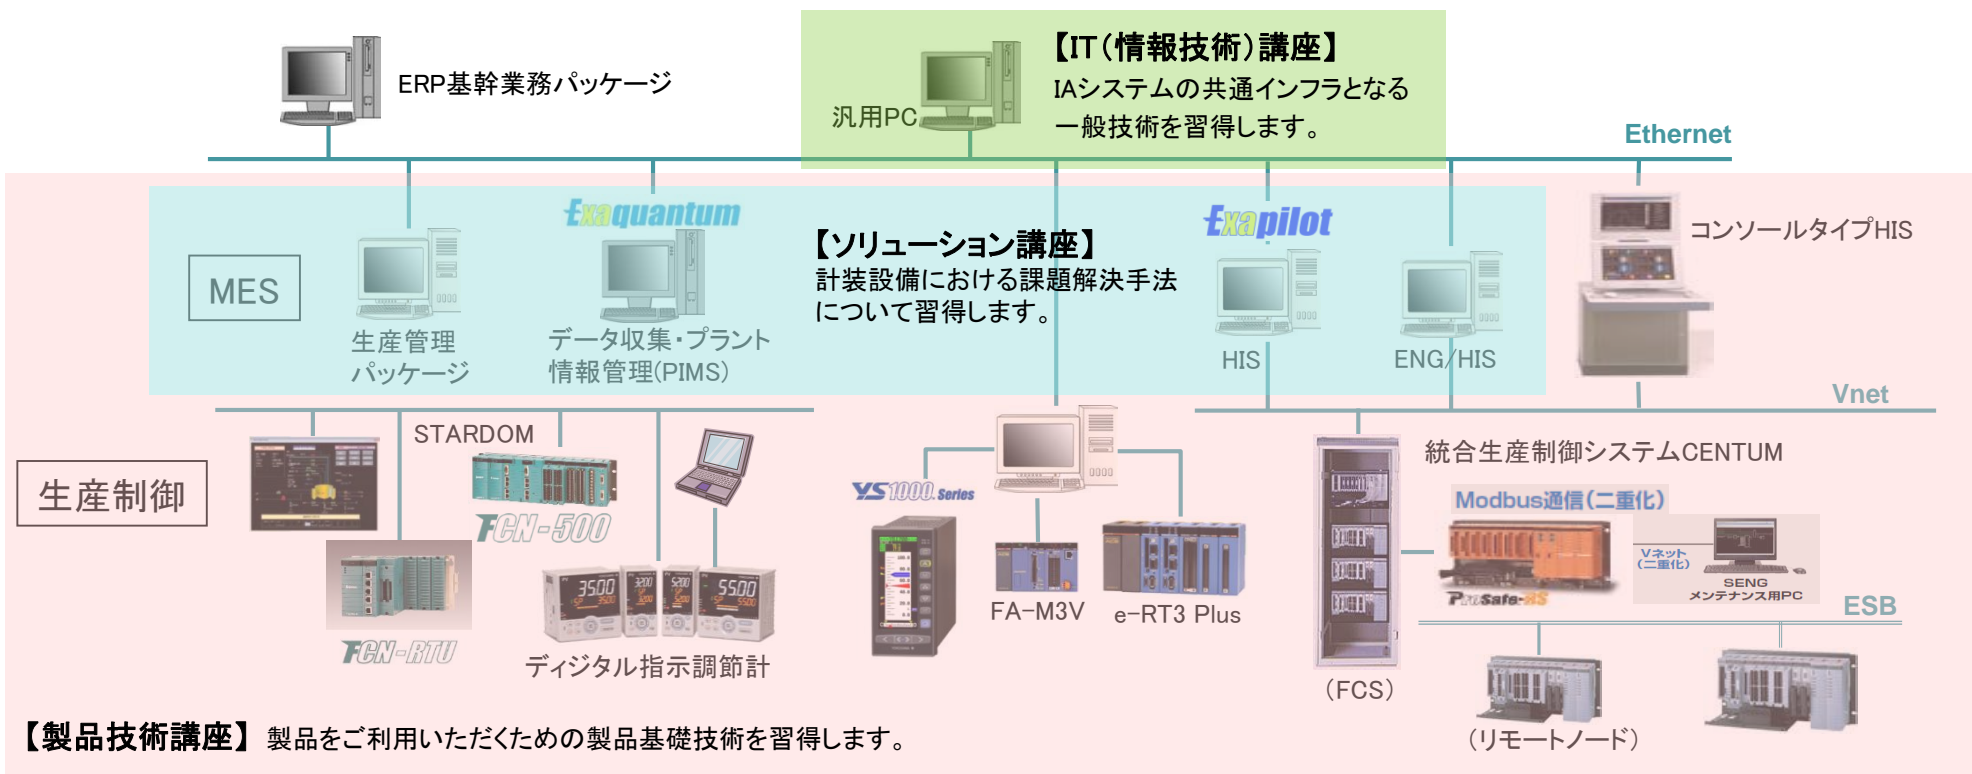 ERP基幹業務パッケージ
汎用PC
【IT(情報技術)講座】
IAシステムの共通インフラとなる
一般技術を習得します。
Ethernet
Exaquantum
Exapilot
コンソールタイプHIS
MES
【ソリューション講座】
計装設備における課題解決手法
について習得します。
生産管理
パッケージ
データ収集・プラント
情報管理(PIMS)
HIS
ENG/HIS
Vnet
STARDOM
統合生産制御システムCENTUM
生産制御
FCN-500
YS1000 Series
Modbus通信(二重化)
Vネット
(二重化)
SENG
メンテナンス用PC
ProSafe-RS
ESB
FCN-RTU
3500
3200
5200
5500
ディジタル指示調節計
FA-M3V
e-RT3 Plus
(FCS)
(リモートノード)
【製品技術講座】 製品をご利用いただくための製品基礎技術を習得します。